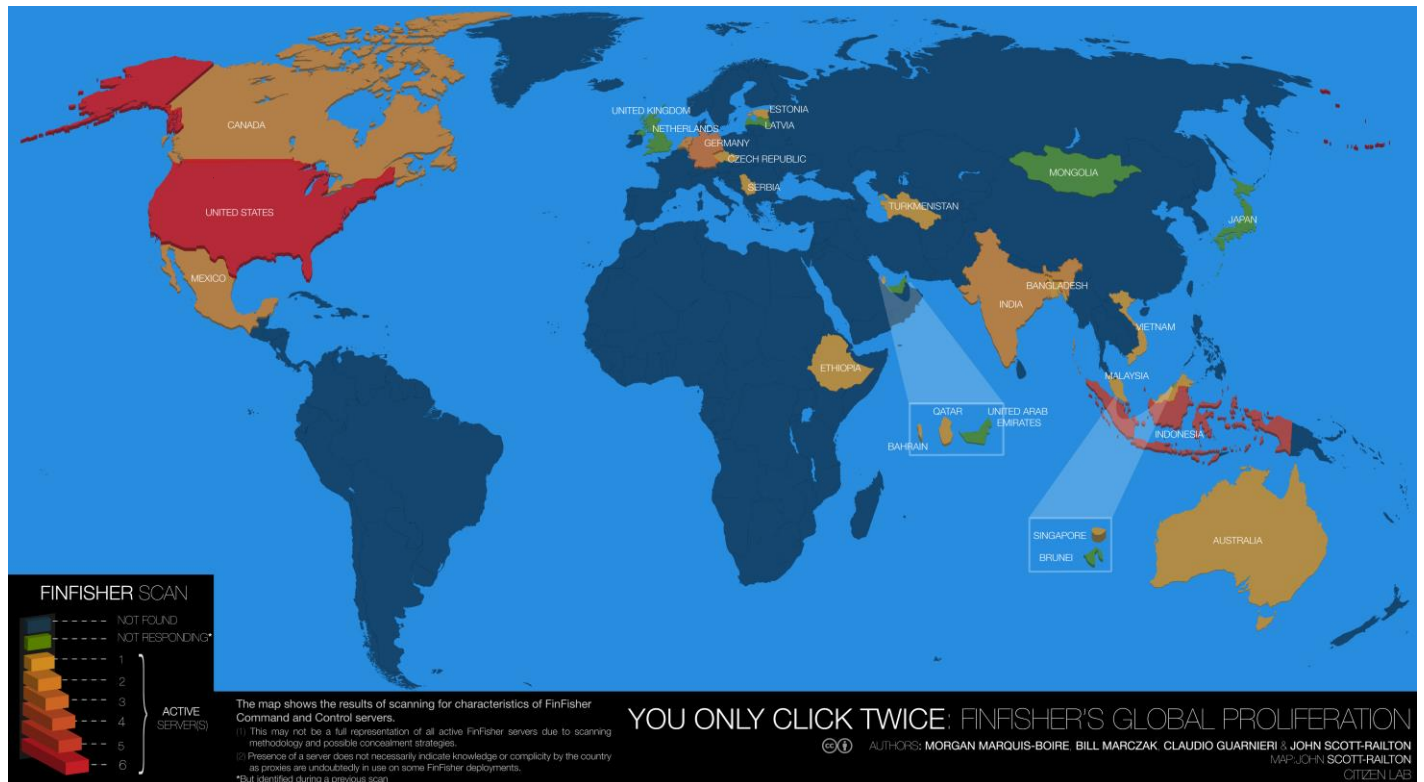 CANADA
UNITED STATES
MEXICO
UNITED KINGDOM
NETHERLANDS
GERMANY
CZECH REPUBLIC
SERBIA
ESTONIA
LATVIA
TURKMENISTAN
MONGOLIA
JAPAN
INDIA
BANGLADESH
VIETNAM
ETHIOPIA
MALAYSIA
INDONESIA
BAHRAIN
QATAR
UNITED ARAB
EMIRATES
SINGAPORE
BRUNEI
AUSTRALIA
FINFISHER SCAN
NOT FOUND
NOT RESPONDING*
1
2
3
4
5
6
ACTIVE
SERVER(S)
The map shows the results of scanning for characteristics of FinFisher
Command and Control servers.
(1) This may not be a full representation of all active FinFisher servers due to scanning
methodology and possible concealment strategies.
(2) Presence of a server does not necessarily indicate knowledge or complicity by the country
as proxies are undoubtedly in use on some FinFisher deployments.
*But identified during a previous scan
YOU ONLY CLICK TWICE: FINFISHER'S GLOBAL PROLIFERATION
cc
AUTHORS: MORGAN MARQUIS-BOIRE, BILL MARCZAK, CLAUDIO GUARNIERI & JOHN SCOTT-RAILTON
MAP: JOHN SCOTT-RAILTON
CITIZEN LAB